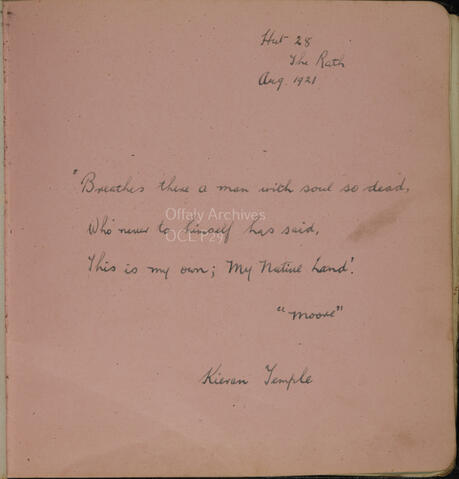 Hut 28
The Rath
Aug. 1921
"Breathes there a man with soul so dead,
Who never to himself has said,
This is my own; My Native Land'.
"Moore"
Kieran Temple
Offaly Archives
OCET29